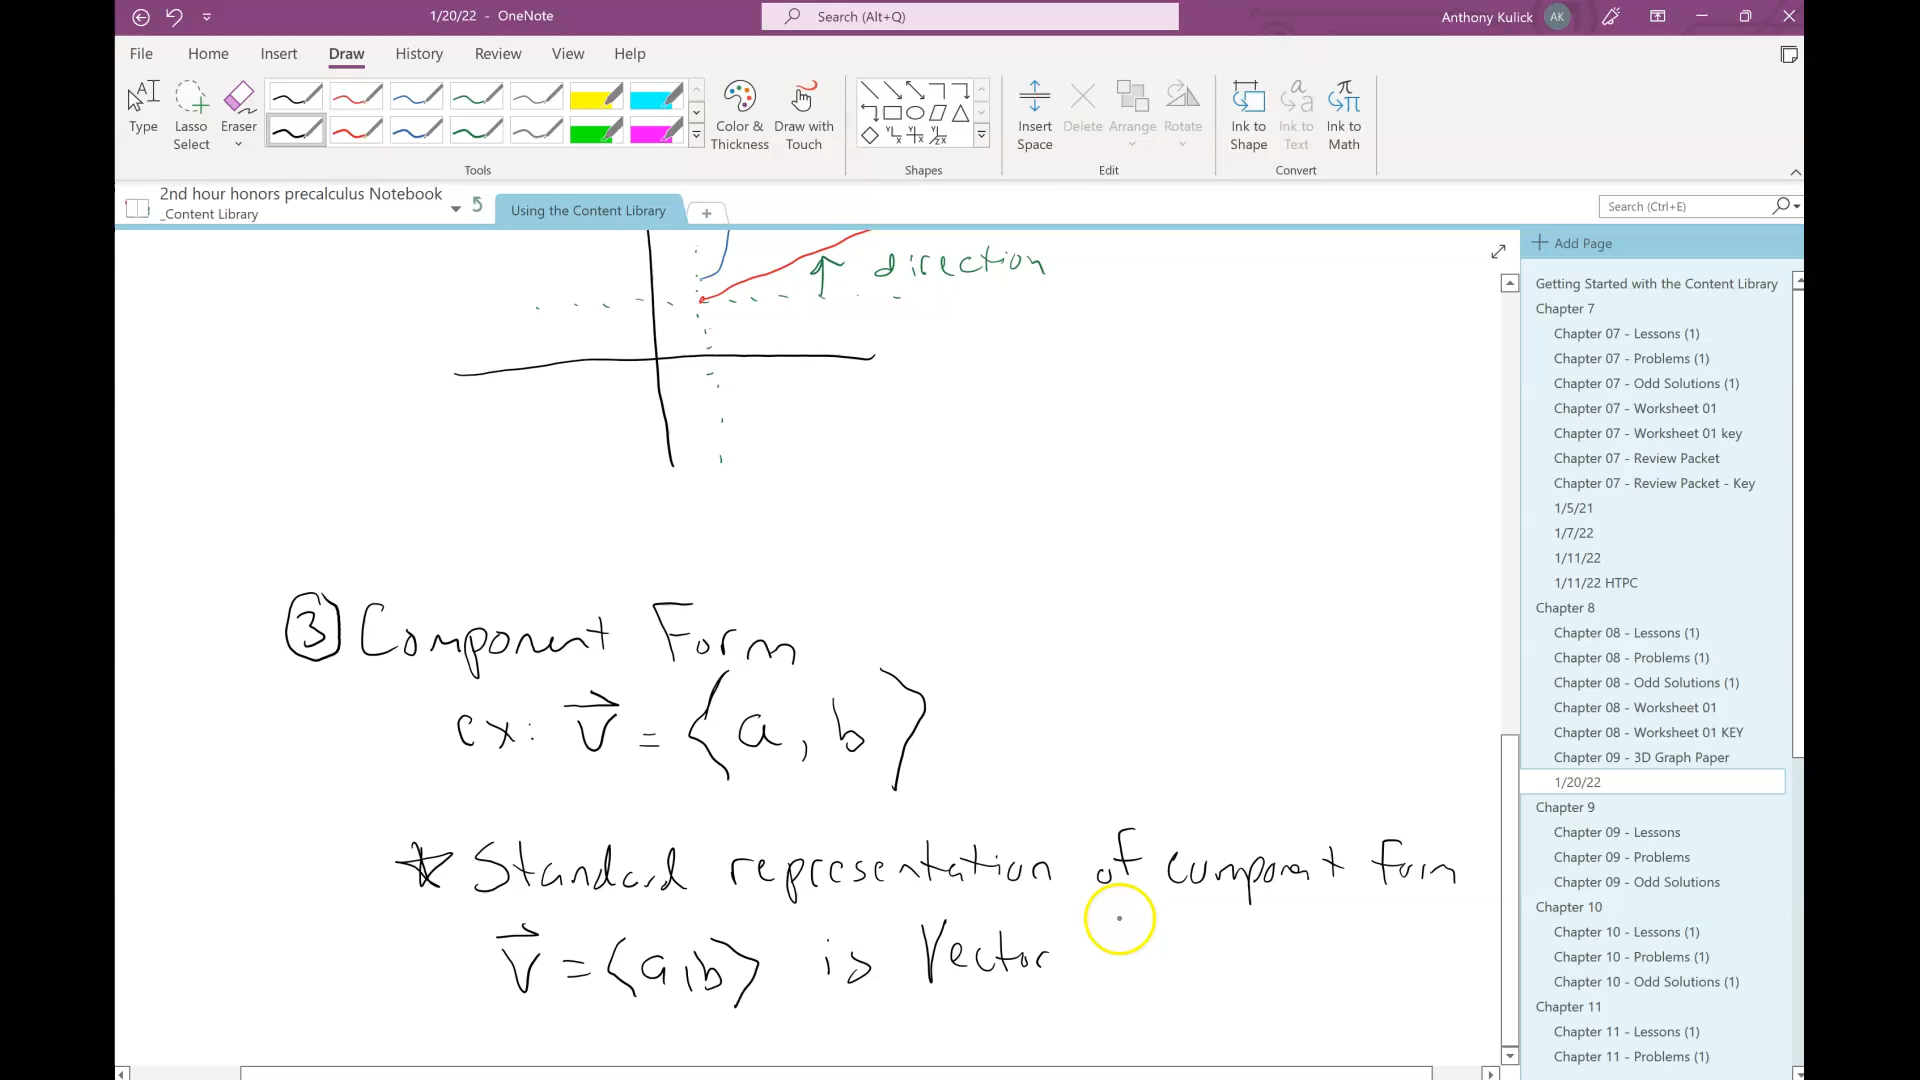 1/20/22 - OneNote
Search (Alt+Q)
Anthony Kulick
AK
File Home Insert Draw History Review View Help
Type
Lasso Select
Eraser
Color & Thickness
Draw with Touch
Insert Space
Delete
Arrange
Rotate
Ink to Shape
Ink to Text
Ink to Math
Tools
Shapes
Edit
Convert
2nd hour honors precalculus Notebook
_Content Library
Using the Content Library
Search (Ctrl+E)
direction
③ Component Form
ex: v⃗ = ⟨a, b⟩
★ Standard representation of component form
v⃗ = ⟨a, b⟩ is Vector
Add Page
Getting Started with the Content Library
Chapter 7
Chapter 07 - Lessons (1)
Chapter 07 - Problems (1)
Chapter 07 - Odd Solutions (1)
Chapter 07 - Worksheet 01
Chapter 07 - Worksheet 01 key
Chapter 07 - Review Packet
Chapter 07 - Review Packet - Key
1/5/21
1/7/22
1/11/22
1/11/22 HTPC
Chapter 8
Chapter 08 - Lessons (1)
Chapter 08 - Problems (1)
Chapter 08 - Odd Solutions (1)
Chapter 08 - Worksheet 01
Chapter 08 - Worksheet 01 KEY
Chapter 09 - 3D Graph Paper
1/20/22
Chapter 9
Chapter 09 - Lessons
Chapter 09 - Problems
Chapter 09 - Odd Solutions
Chapter 10
Chapter 10 - Lessons (1)
Chapter 10 - Problems (1)
Chapter 10 - Odd Solutions (1)
Chapter 11
Chapter 11 - Lessons (1)
Chapter 11 - Problems (1)